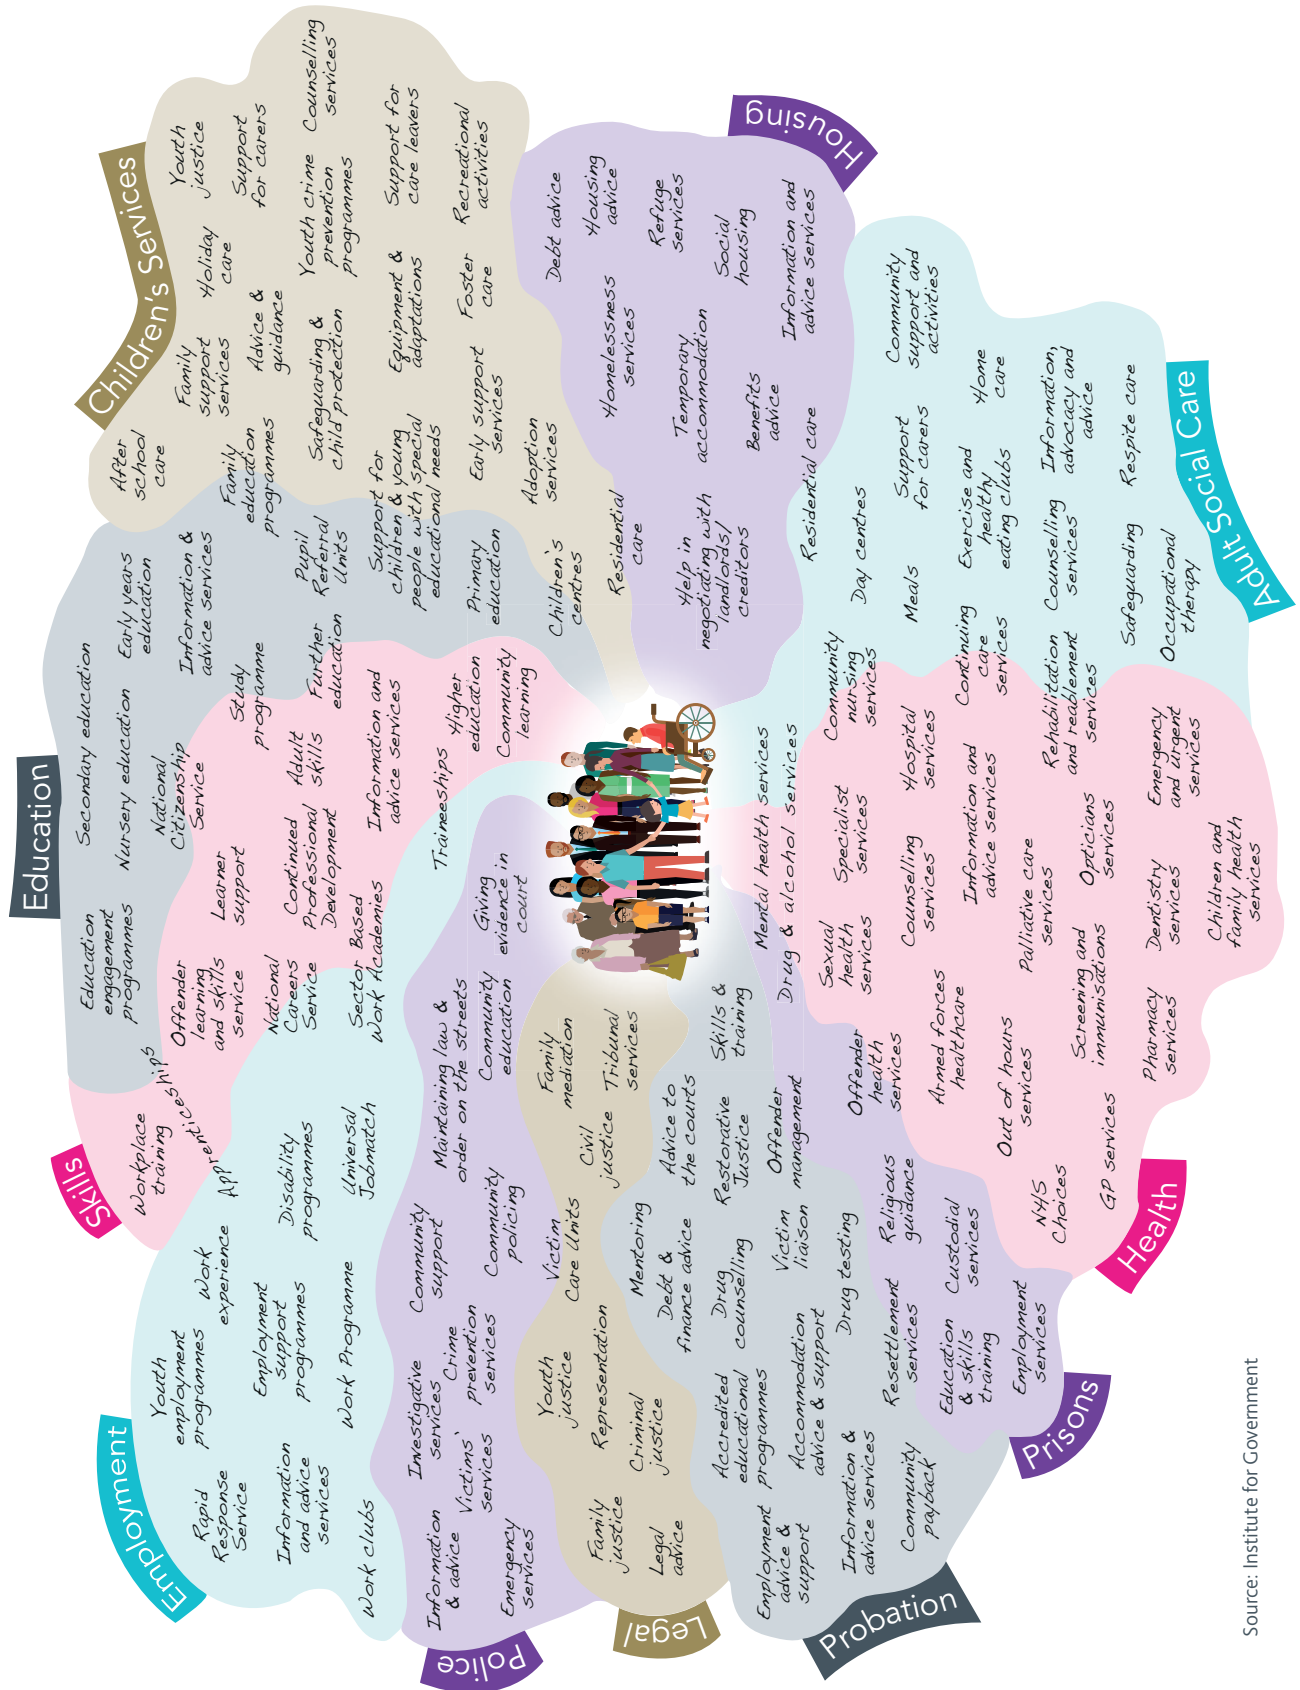 Education
Secondary education
Nursery education
Early years
education
Education
engagement
programmes
National
Citizenship
Service
Information &
advice services
Study
programme
Pupil
Referral
Units
Further
education
Primary
education
Support for
children & young
people with special
educational needs
Children's
centres
Residential
care
Children's Services
After
school
care
Family
education
programmes
Family
support
services
Advice &
guidance
Holiday
care
Youth
justice
Support
for carers
Safeguarding &
child protection
Youth crime
prevention
programmes
Counselling
services
Equipment &
adaptations
Support for
care leavers
Early support
services
Foster
care
Recreational
activities
Adoption
services
Housing
Debt advice
Housing
advice
Homelessness
services
Refuge
services
Temporary
accommodation
Social
housing
Benefits
advice
Information and
advice services
Help in
negotiating with
landlords/
creditors
Residential care
Adult Social Care
Day centres
Meals
Support
for carers
Community
support and
activities
Exercise and
healthy
eating clubs
Home
care
Continuing
care
services
Counselling
services
Information,
advocacy and
advice
Respite care
Safeguarding
Occupational
therapy
Community
nursing
services
Rehabilitation
and reablement
services
Mental health services
Drug & alcohol services
Health
Sexual
health
services
Specialist
services
Hospital
services
Counselling
services
Information and
advice services
Armed forces
healthcare
Palliative care
services
Opticians
services
Out of hours
services
Screening and
immunisations
Emergency
and urgent
services
Dentistry
services
Pharmacy
services
Children and
family health
services
NHS
Choices
GP services
Offender
health
services
Prisons
Religious
guidance
Custodial
services
Resettlement
services
Education
& skills
training
Employment
services
Offender
management
Probation
Skills &
training
Advice to
the courts
Restorative
Justice
Mentoring
Debt &
finance advice
Drug
counselling
Victim
liaison
Drug testing
Accredited
educational
programmes
Accommodation
advice & support
Employment
advice &
support
Information &
advice services
Community
payback
Legal
Family
mediation
Tribunal
services
Civil
justice
Victim
Care Units
Youth
justice
Representation
Criminal
justice
Family
justice
Legal
advice
Police
Giving
evidence in
court
Maintaining law &
order on the streets
Community
education
Community
support
Community
policing
Investigative
services
Crime
prevention
services
Victims'
services
Information
& advice
Emergency
services
Employment
Youth
employment
programmes
Work
experience
Disability
programmes
Universal
Jobmatch
Employment
support
programmes
Work Programme
Rapid
Response
Service
Information
and advice
services
Work clubs
Apprenticeships
Sector Based
Work Academies
Traineeships
Skills
Workplace
training
Offender
learning
and skills
service
Learner
support
National
Careers
Service
Continued
Professional
Development
Adult
skills
Information and
advice services
Higher
education
Community
learning
Source: Institute for Government